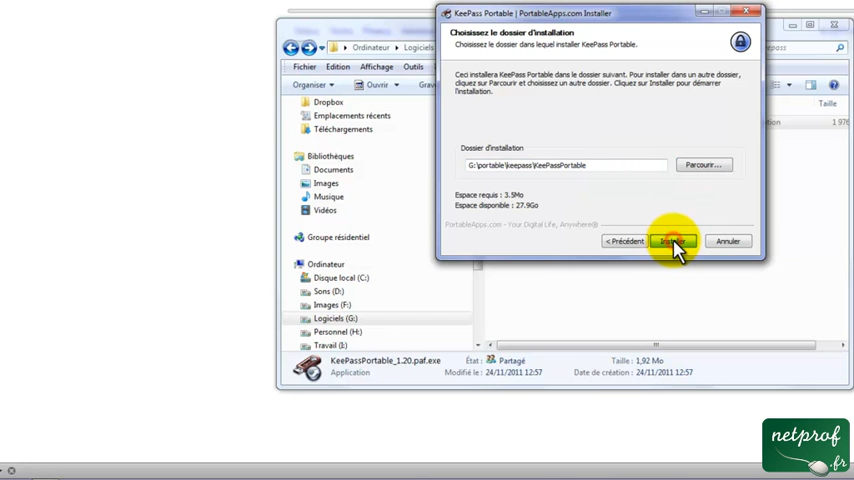 KeePass Portable | PortableApps.com Installer
Choisissez le dossier d'installation
Choisissez le dossier dans lequel installer KeePass Portable.
Ceci installera KeePass Portable dans le dossier suivant. Pour installer dans un autre dossier,
cliquez sur Parcourir et choisissez un autre dossier. Cliquez sur Installer pour démarrer
l'installation.
Dossier d'installation
G:\portable\keepass\KeePassPortable
Parcourir...
Espace requis : 3.5Mo
Espace disponible : 27.9Go
PortableApps.com - Your Digital Life, Anywhere®
< Précédent
Installer
Annuler
Ordinateur
Logiciels
Fichier
Edition
Affichage
Outils
Organiser
Ouvrir
Taille
1 976
Dropbox
Emplacements récents
Téléchargements
Bibliothèques
Documents
Images
Musique
Vidéos
Groupe résidentiel
Ordinateur
Disque local (C:)
Sons (D:)
Images (F:)
Logiciels (G:)
Personnel (H:)
Travail (I:)
KeePassPortable_1.20.paf.exe
Application
État :
Partagé
Modifié le : 24/11/2011 12:57
Taille : 1,92 Mo
Date de création : 24/11/2011 12:57
netprof
.fr